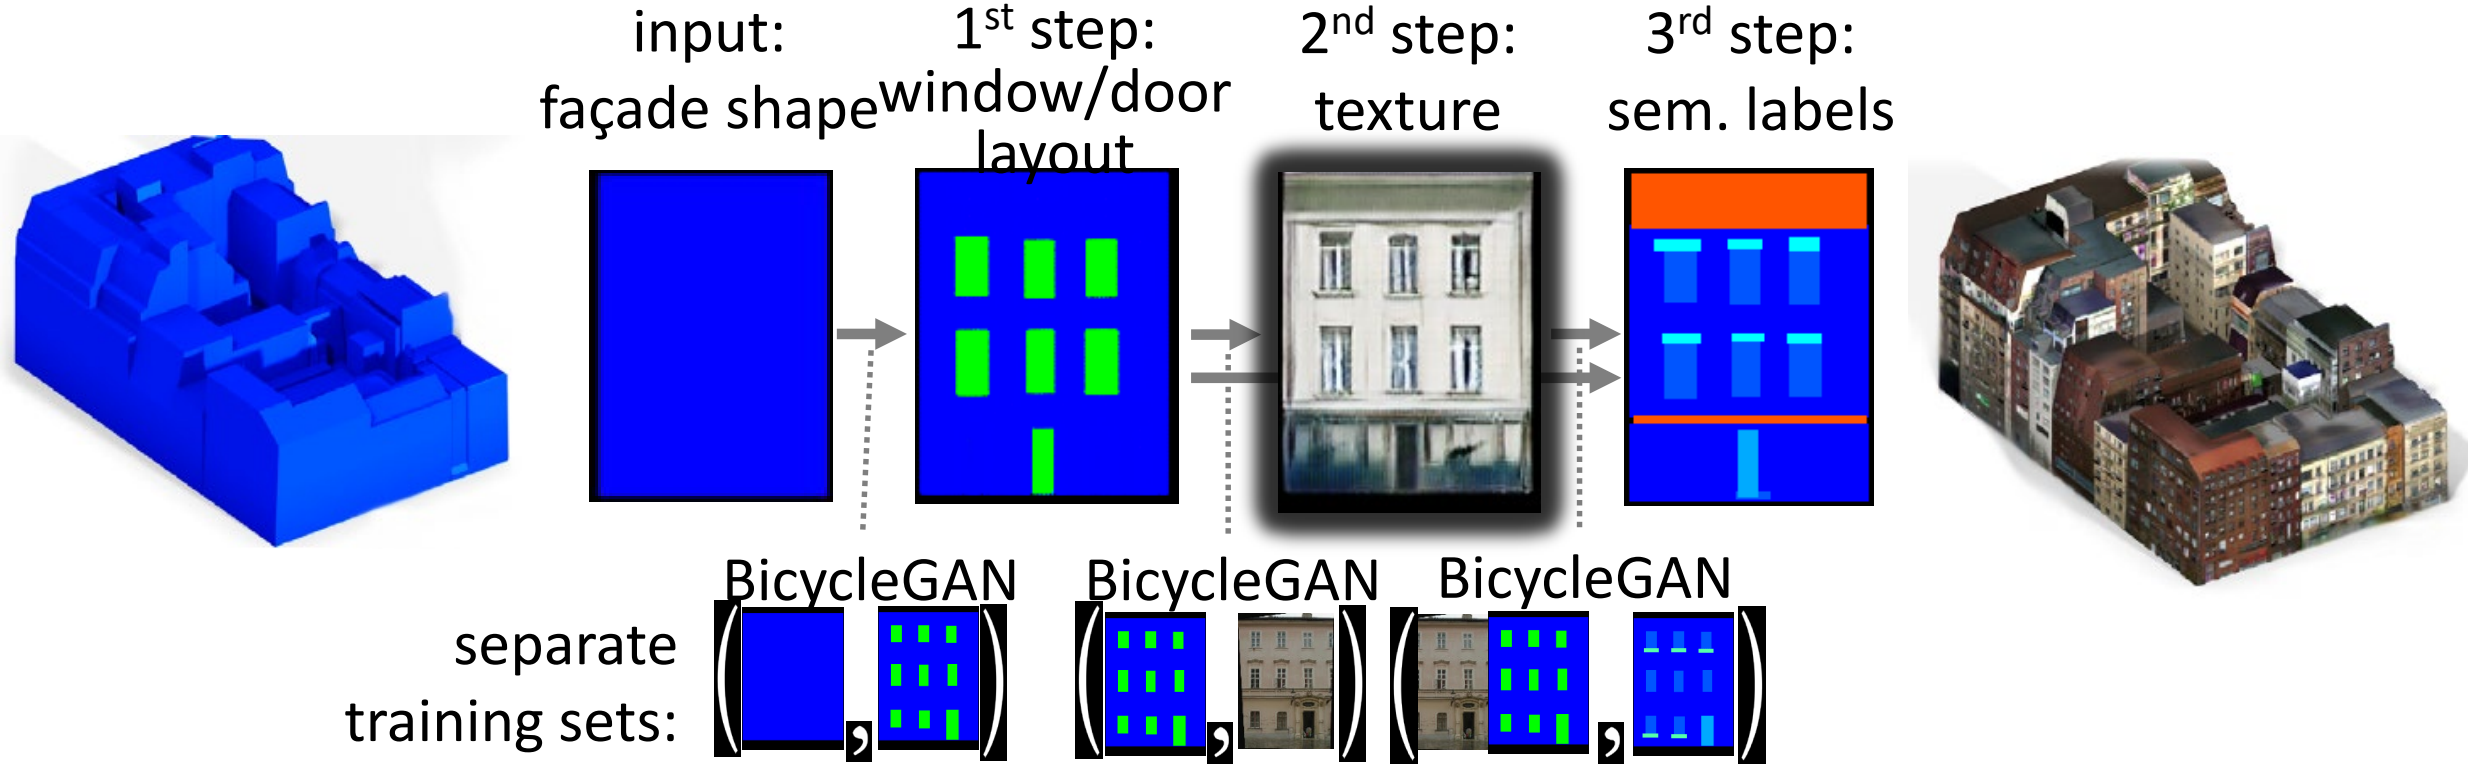 input:
façade shape
1st step:
window/door
layout
2nd step:
texture
3rd step:
sem. labels
BicycleGAN
BicycleGAN
BicycleGAN
separate
training sets:
( , )
( , )
( , )